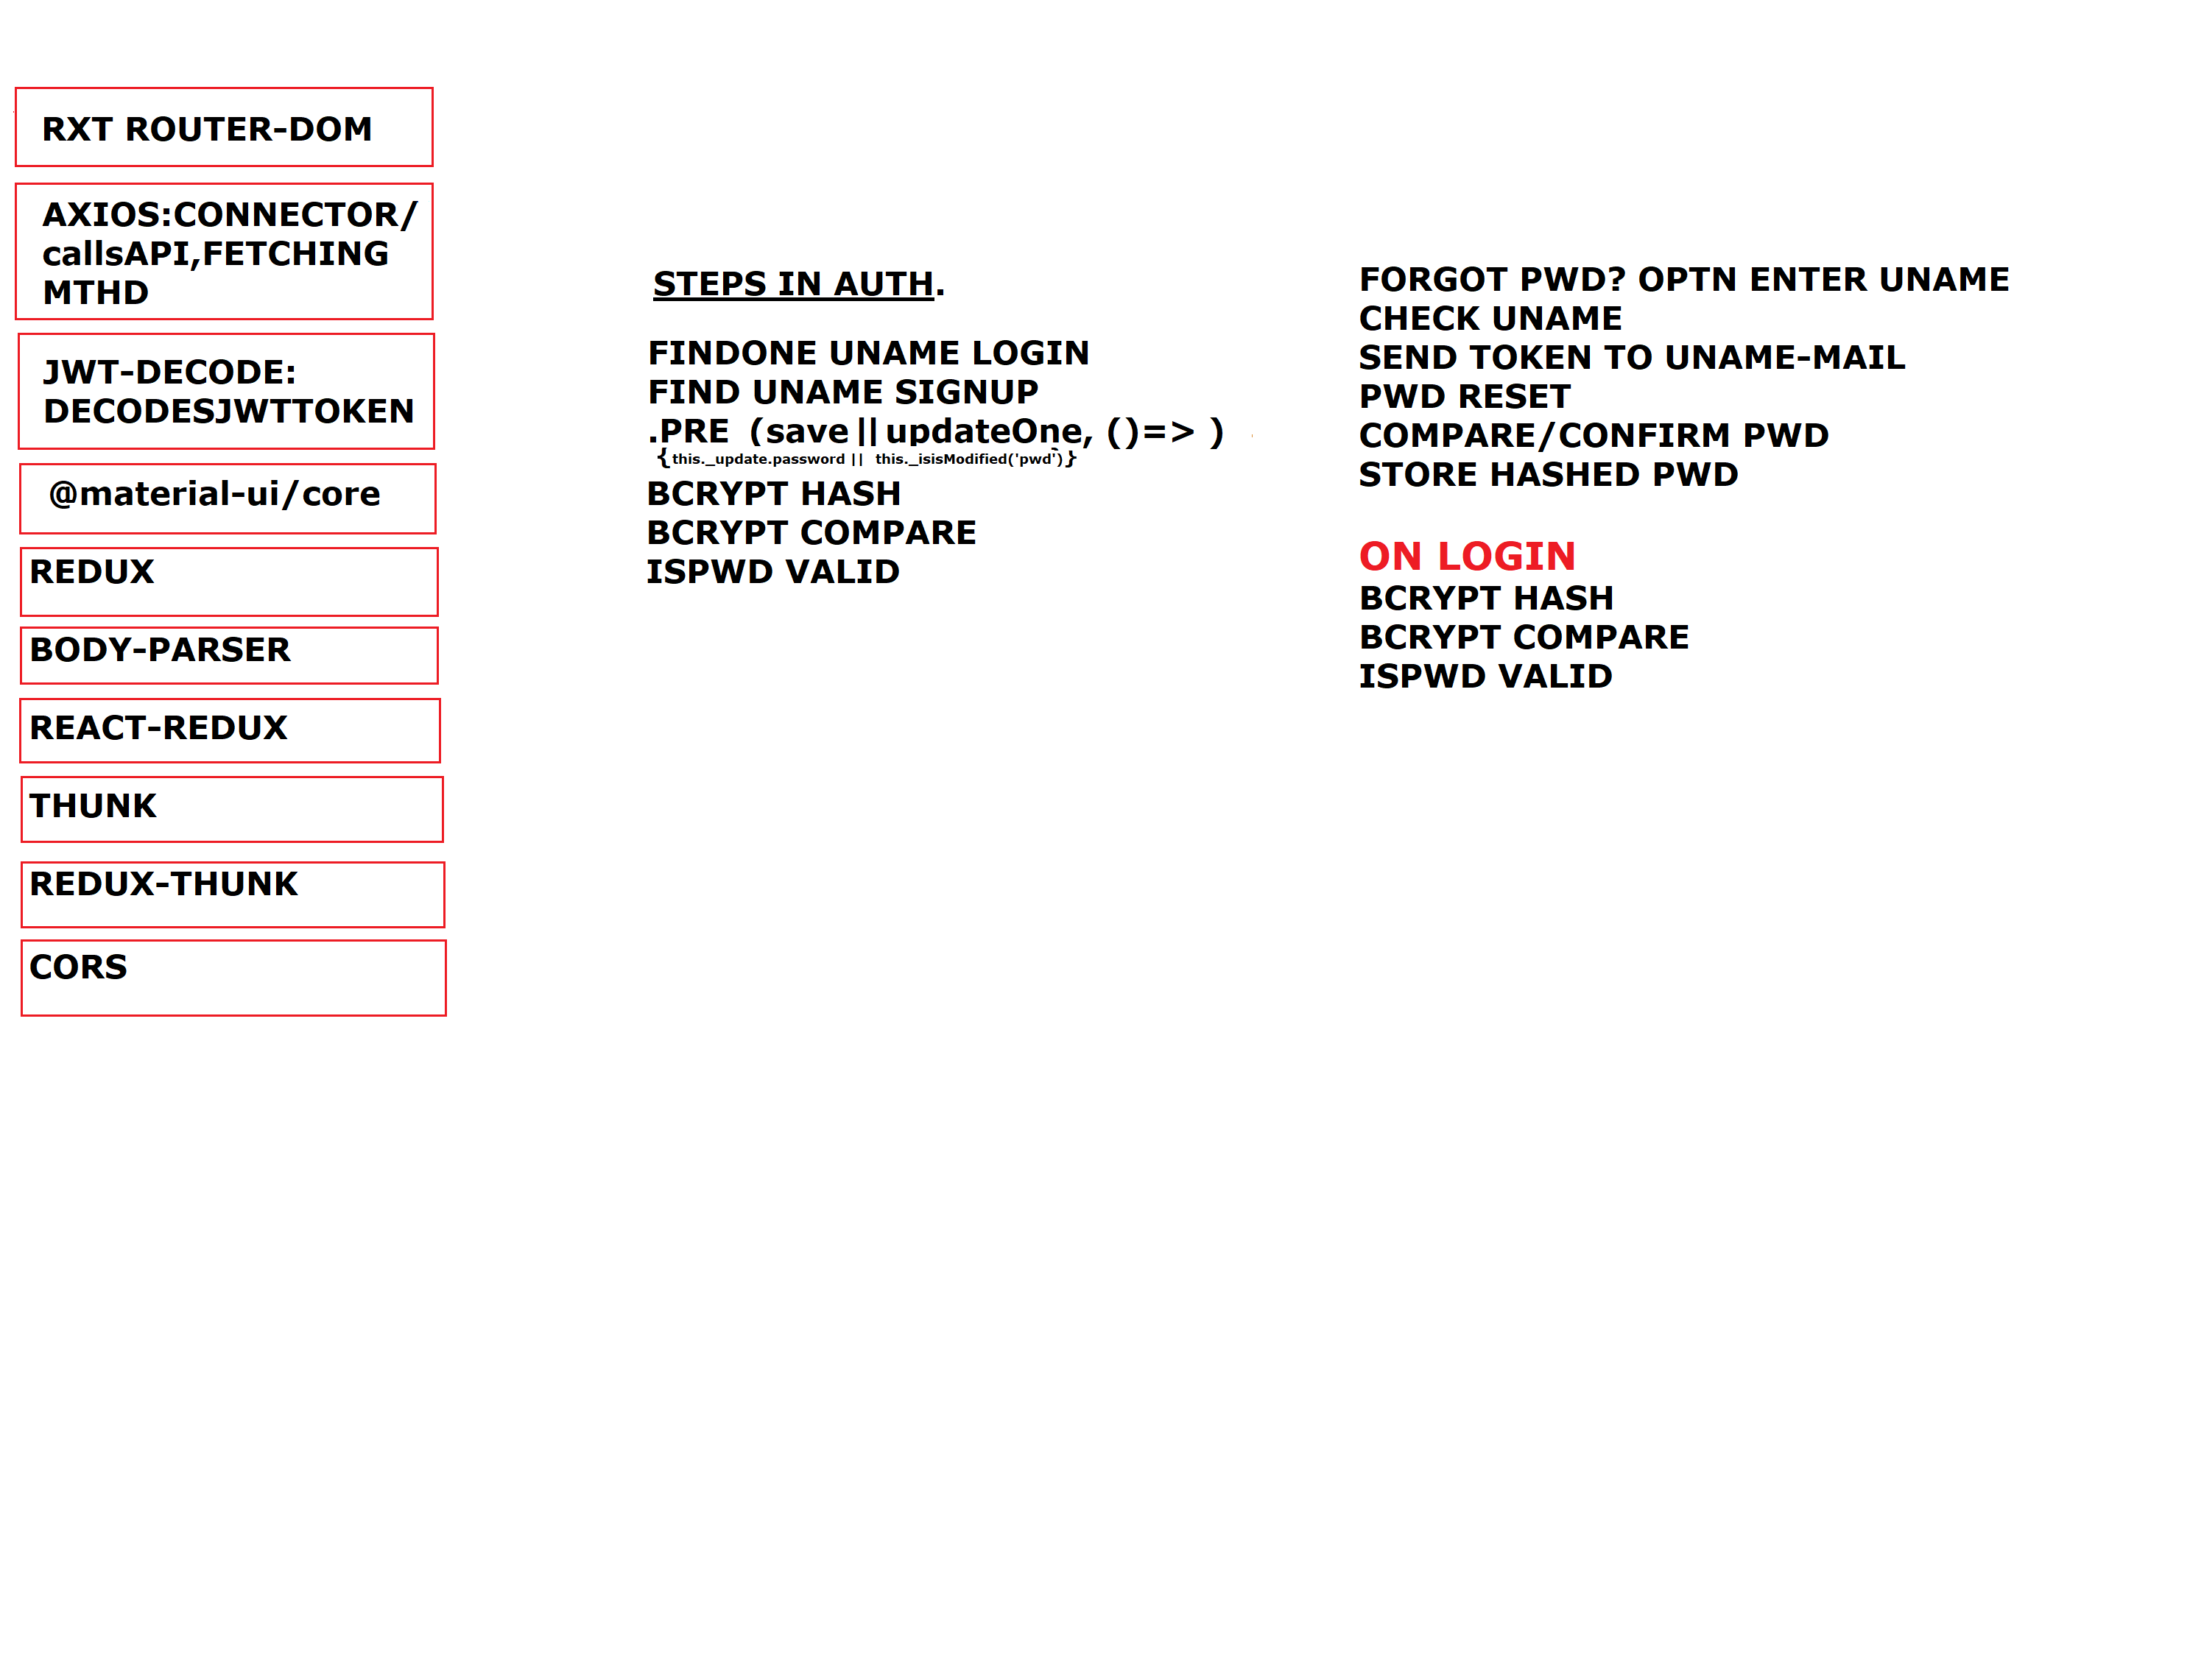 RXT ROUTER-DOM
AXIOS:CONNECTOR/
callsAPI,FETCHING
MTHD
JWT-DECODE:
DECODESJWTTOKEN
@material-ui/core
REDUX
BODY-PARSER
REACT-REDUX
THUNK
REDUX-THUNK
CORS
STEPS IN AUTH.
FINDONE UNAME LOGIN
FIND UNAME SIGNUP
.PRE (save||updateOne, ()=> )
{this._update.password || this._isisModified('pwd')}
BCRYPT HASH
BCRYPT COMPARE
ISPWD VALID
FORGOT PWD? OPTN ENTER UNAME
CHECK UNAME
SEND TOKEN TO UNAME-MAIL
PWD RESET
COMPARE/CONFIRM PWD
STORE HASHED PWD
ON LOGIN
BCRYPT HASH
BCRYPT COMPARE
ISPWD VALID